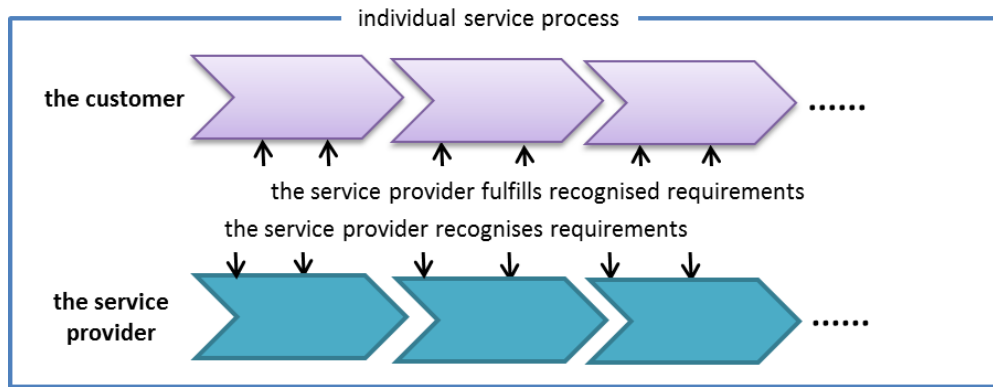 individual service process
the customer
......
the service provider fulfills recognised requirements
the service provider recognises requirements
the service
provider
......